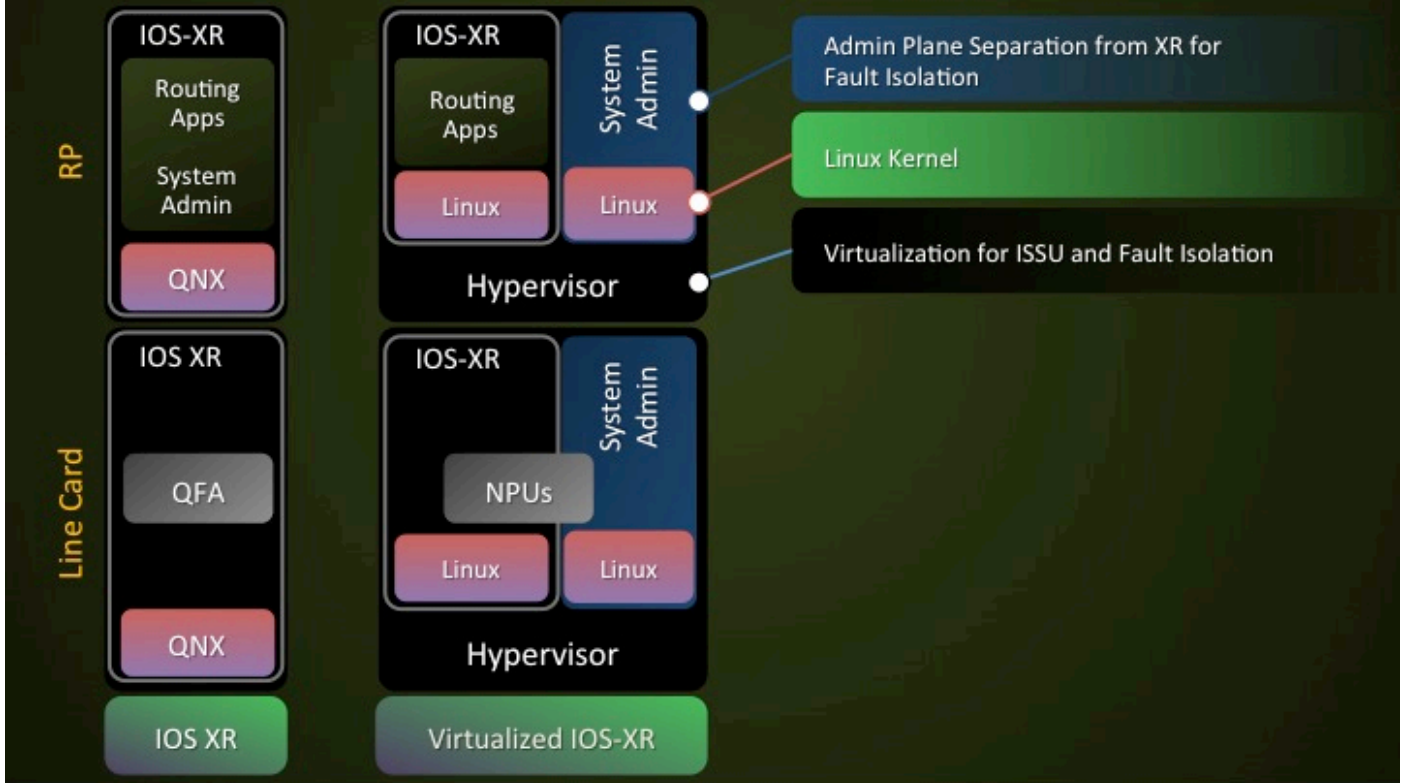 RP
IOS-XR
Routing
Apps
System
Admin
QNX
IOS-XR
Routing
Apps
Linux
System
Admin
Linux
Hypervisor
Admin Plane Separation from XR for
Fault Isolation
Linux Kernel
Virtualization for ISSU and Fault Isolation
Line Card
IOS XR
QFA
QNX
IOS-XR
System
Admin
NPUs
Linux
Linux
Hypervisor
IOS XR
Virtualized IOS-XR